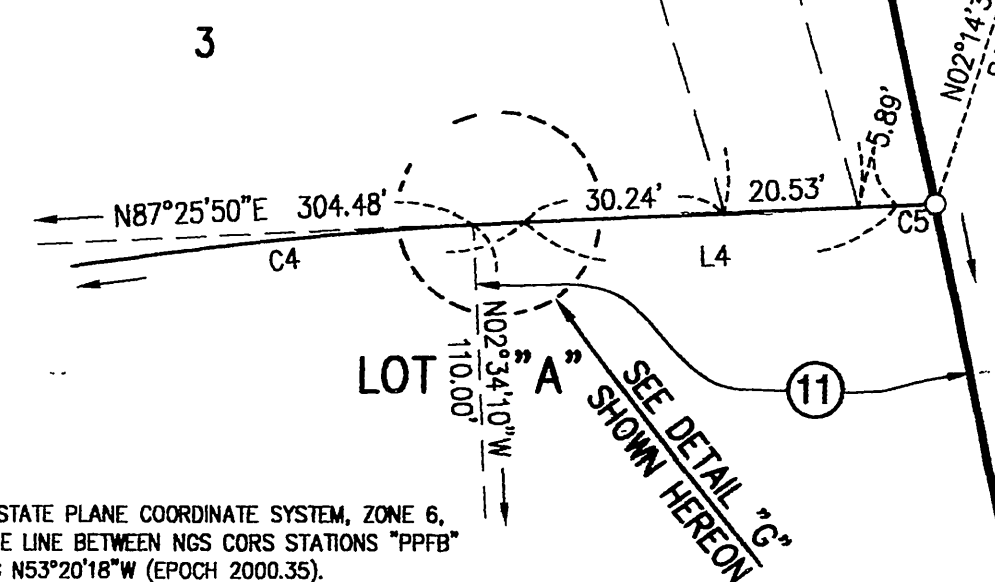 3
N02°14'3
5.89'
N87°25'50"E 304.48'
30.24'
20.53'
C5
C4
L4
N02°34'10"W
110.00'
LOT "A"
11
SEE DETAIL "G"
SHOWN HEREON
STATE PLANE COORDINATE SYSTEM, ZONE 6,
E LINE BETWEEN NGS CORS STATIONS "PPFB"
N53°20'18"W (EPOCH 2000.35).